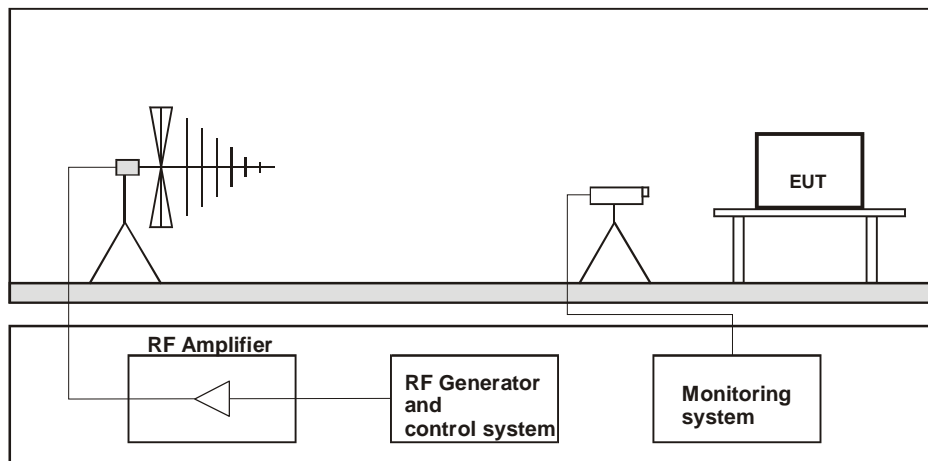 EUT
RF Amplifier
RF Generator
and
control system
Monitoring
system